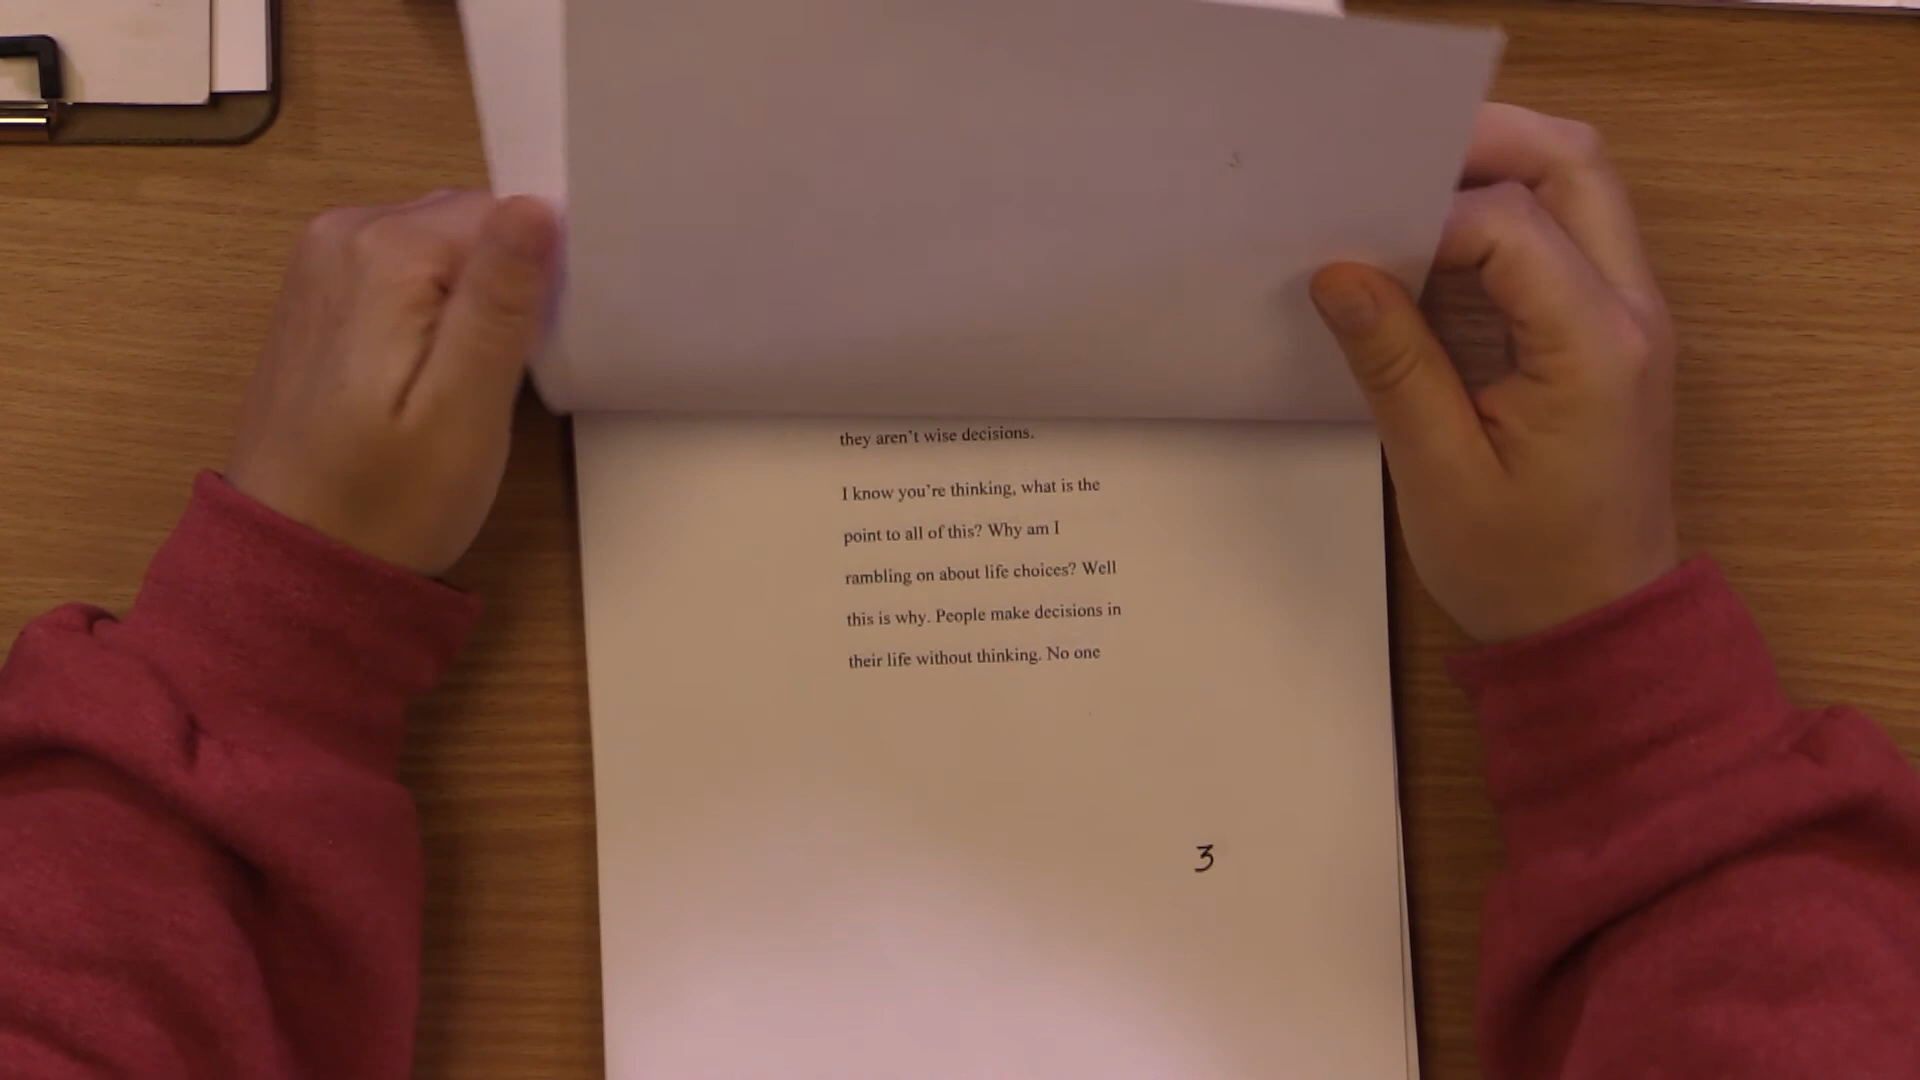 they aren't wise decisions.
I know you're thinking, what is the
point to all of this? Why am I
rambling on about life choices? Well
this is why. People make decisions in
their life without thinking. No one
3